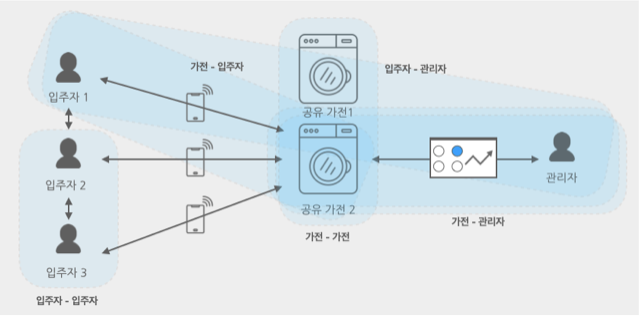 가전 – 입주자
입주자 – 관리자
입주자 1
공유 가전1
입주자 2
관리자
공유 가전 2
가전 – 관리자
가전 – 가전
입주자 3
입주자 – 입주자